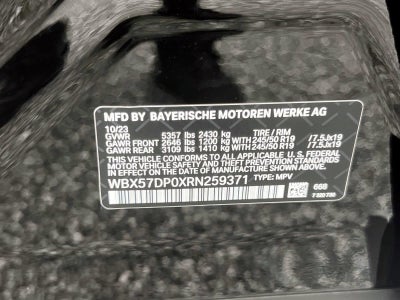 MFD BY BAYERISCHE MOTOREN WERKE AG
10/23 TIRE / RIM
GVWR 5357 lbs 2430 kg
GAWR FRONT 2646 lbs 1200 kg WITH 245/50 R19 /7.5Jx19
GAWR REAR 3109 lbs 1410 kg WITH 245/50 R19 /7.5Jx19
THIS VEHICLE CONFORMS TO ALL APPLICABLE FEDERAL
MOTOR VEHICLE SAFETY AND THEFT PREVENTION STANDARDS
IN EFFECT ON THE DATE OF MANUFACTURE SHOWN ABOVE.
WBX57DP0XRN259371 TYPE: MPV
668